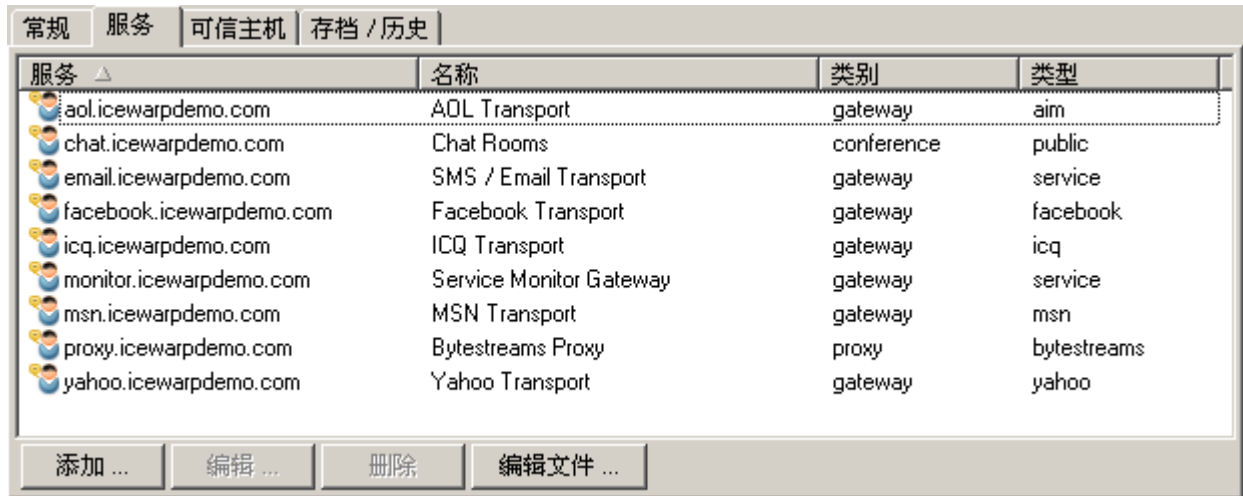 常规 服务 可信主机 存档 / 历史
服务 名称 类别 类型
aol.icewarpdemo.com AOL Transport gateway aim
chat.icewarpdemo.com Chat Rooms conference public
email.icewarpdemo.com SMS / Email Transport gateway service
facebook.icewarpdemo.com Facebook Transport gateway facebook
icq.icewarpdemo.com ICQ Transport gateway icq
monitor.icewarpdemo.com Service Monitor Gateway gateway service
msn.icewarpdemo.com MSN Transport gateway msn
proxy.icewarpdemo.com Bytestreams Proxy proxy bytestreams
yahoo.icewarpdemo.com Yahoo Transport gateway yahoo
添加 ... 编辑 ... 删除 编辑文件 ...